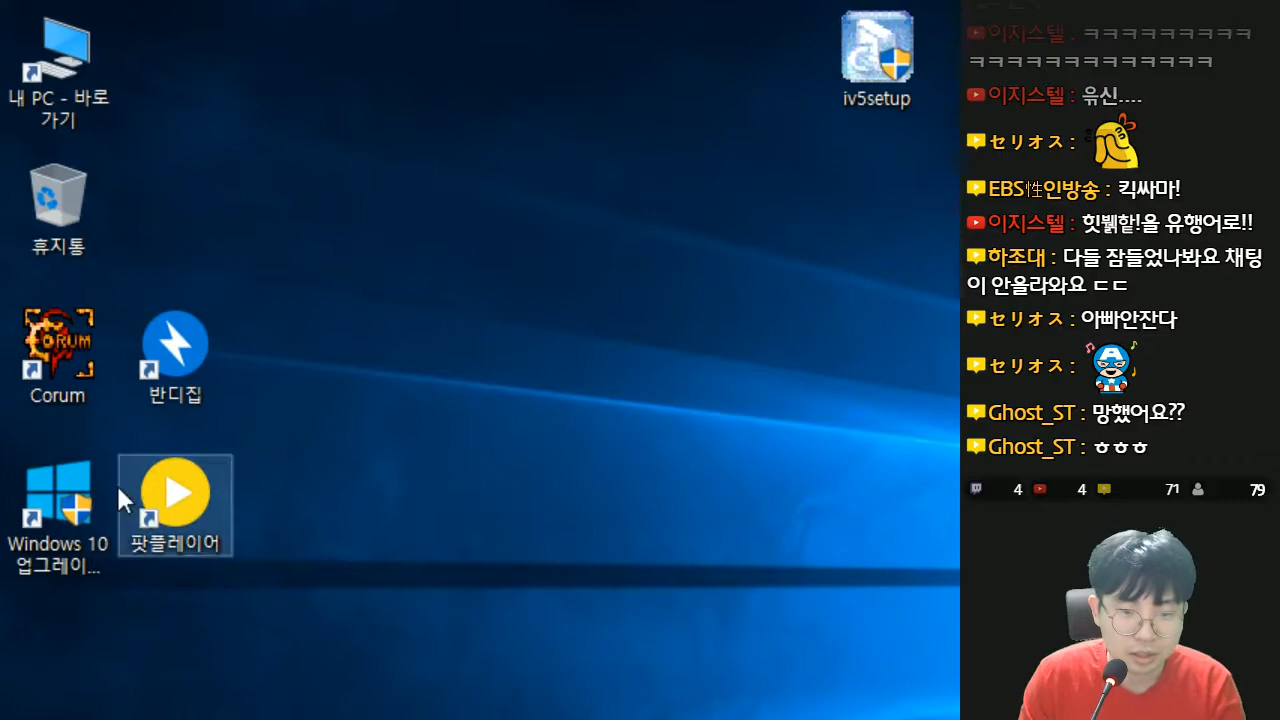 내 PC - 바로
가기
휴지통
CORUM
Corum
반디집
Windows 10
업그레이...
팟플레이어
iv5setup
이지스텔 : ㅋㅋㅋㅋㅋㅋㅋㅋㅋ
ㅋㅋㅋㅋㅋㅋㅋㅋㅋㅋㅋㅋㅋ
이지스텔 : 윾신....
セリオス :
EBS性인방송 : 킥싸마!
이지스텔 : 힛뷁핡!을 유행어로!!
하조대 : 다들 잠들었나봐요 채팅
이 안올라와요 ㄷㄷ
セリオス : 아빠안잔다
セリオス :
Ghost_ST : 망했어요??
Ghost_ST : ㅎㅎㅎ
4 4 71 79